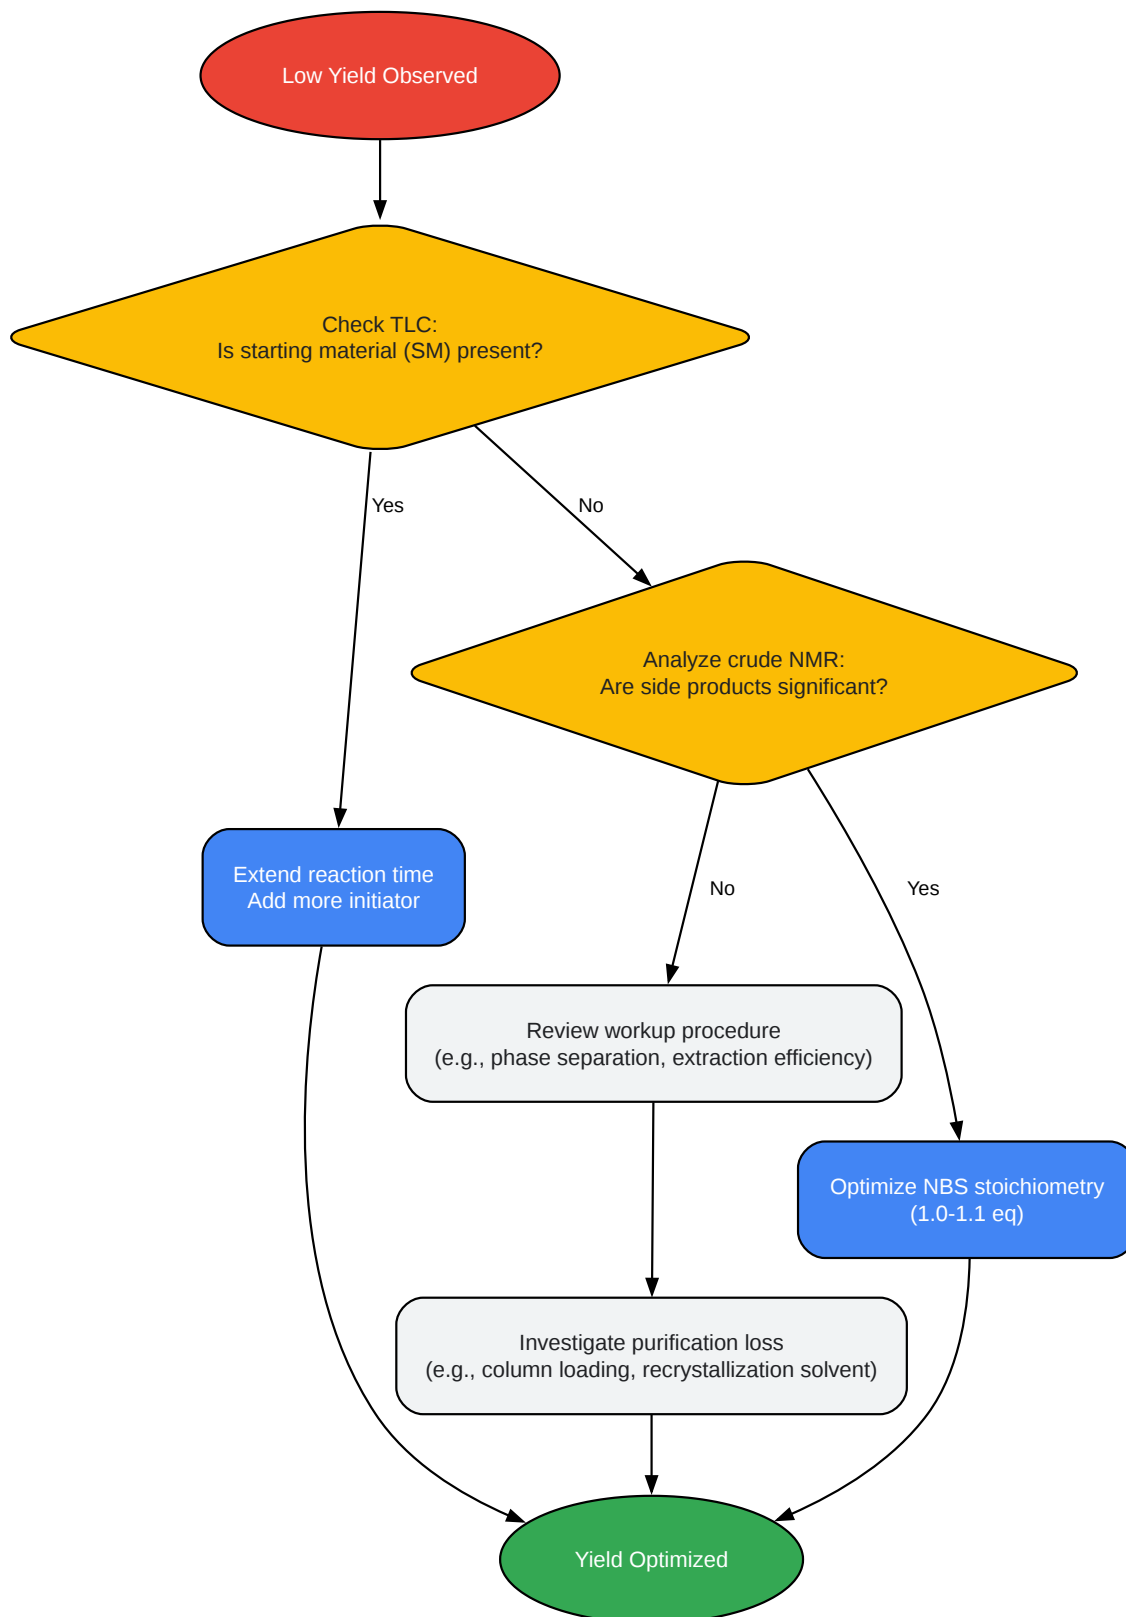 Low Yield Observed
Check TLC:
Is starting material (SM) present?
Yes
No
Analyze crude NMR:
Are side products significant?
Extend reaction time
Add more initiator
No
Yes
Review workup procedure
(e.g., phase separation, extraction efficiency)
Optimize NBS stoichiometry
(1.0-1.1 eq)
Investigate purification loss
(e.g., column loading, recrystallization solvent)
Yield Optimized